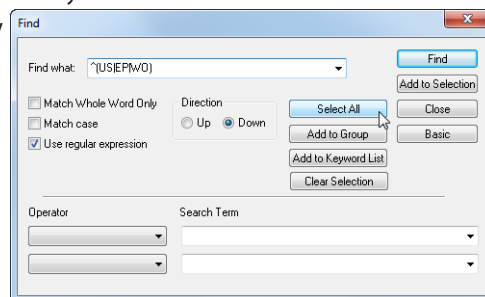 Find
Find what: ^(US|EP|WO)
Find
Add to Selection
Match Whole Word Only
Direction
Select All
Close
Match case
Up
Down
Add to Group
Basic
Use regular expression
Add to Keyword List
Clear Selection
Operator
Search Term